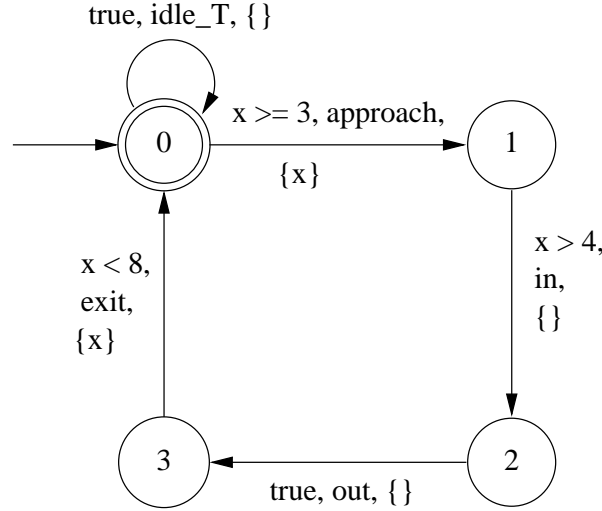 true, idle_T, {}
x >= 3, approach,
{x}
0
1
x > 4,
in,
{}
x < 8,
exit,
{x}
3
2
true, out, {}